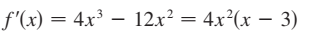 f'(x) = 4x³ − 12x² = 4x²(x − 3)